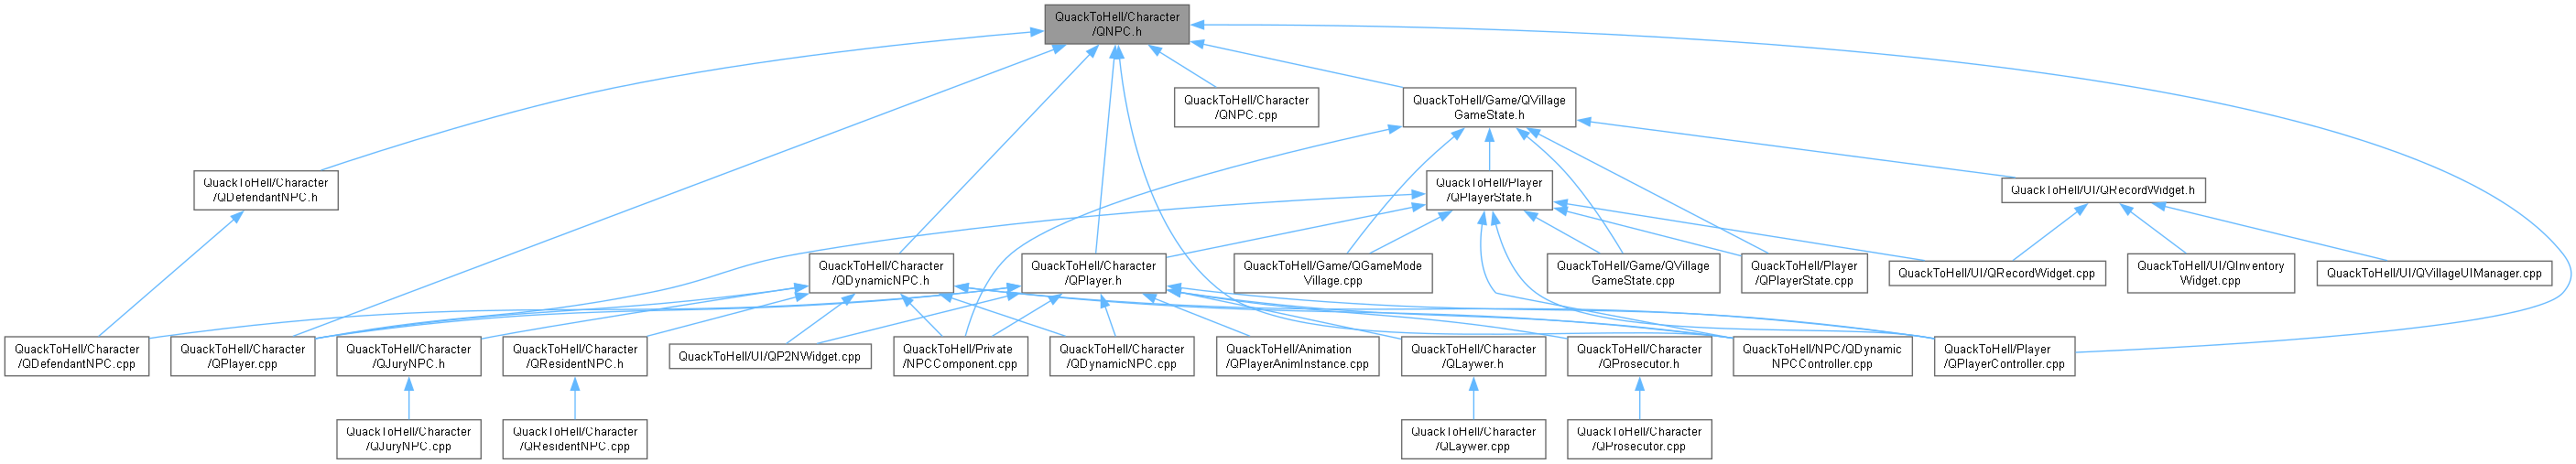 QuackToHell/Character
/QNPC.h
QuackToHell/Character
/QNPC.cpp
QuackToHell/Game/QVillage
GameState.h
QuackToHell/Character
/QDefendantNPC.h
QuackToHell/Player
/QPlayerState.h
QuackToHell/UI/QRecordWidget.h
QuackToHell/Character
/QDynamicNPC.h
QuackToHell/Character
/QPlayer.h
QuackToHell/Game/QGameMode
Village.cpp
QuackToHell/Game/QVillage
GameState.cpp
QuackToHell/Player
/QPlayerState.cpp
QuackToHell/UI/QRecordWidget.cpp
QuackToHell/UI/QInventory
Widget.cpp
QuackToHell/UI/QVillageUIManager.cpp
QuackToHell/Character
/QDefendantNPC.cpp
QuackToHell/Character
/QPlayer.cpp
QuackToHell/Character
/QJuryNPC.h
QuackToHell/Character
/QResidentNPC.h
QuackToHell/UI/QP2NWidget.cpp
QuackToHell/Private
/NPCComponent.cpp
QuackToHell/Character
/QDynamicNPC.cpp
QuackToHell/Animation
/QPlayerAnimInstance.cpp
QuackToHell/Character
/QLaywer.h
QuackToHell/Character
/QProsecutor.h
QuackToHell/NPC/QDynamic
NPCController.cpp
QuackToHell/Player
/QPlayerController.cpp
QuackToHell/Character
/QJuryNPC.cpp
QuackToHell/Character
/QResidentNPC.cpp
QuackToHell/Character
/QLaywer.cpp
QuackToHell/Character
/QProsecutor.cpp